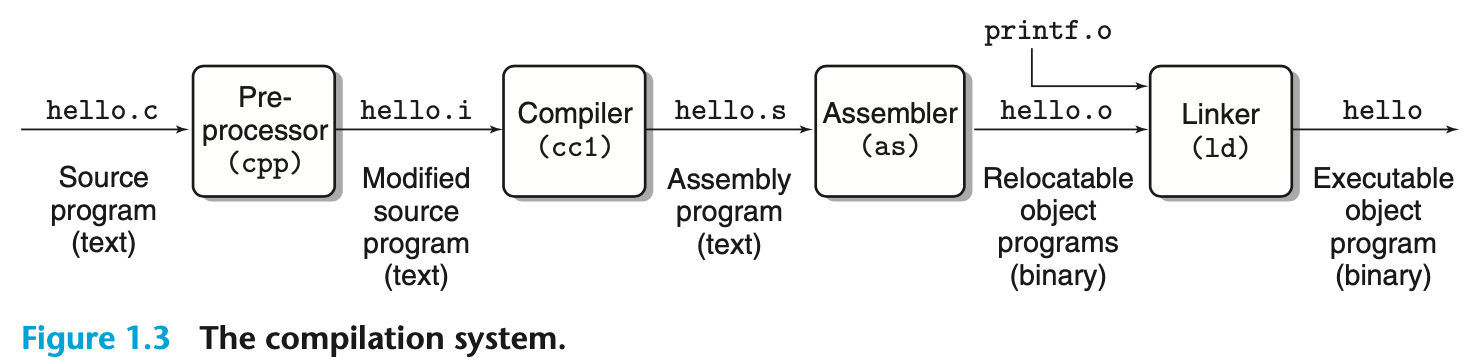 printf.o
hello.c
Pre-
processor
(cpp)
hello.i
Compiler
(cc1)
hello.s
Assembler
(as)
hello.o
Linker
(ld)
hello
Source
program
(text)
Modified
source
program
(text)
Assembly
program
(text)
Relocatable
object
programs
(binary)
Executable
object
program
(binary)
Figure 1.3 The compilation system.